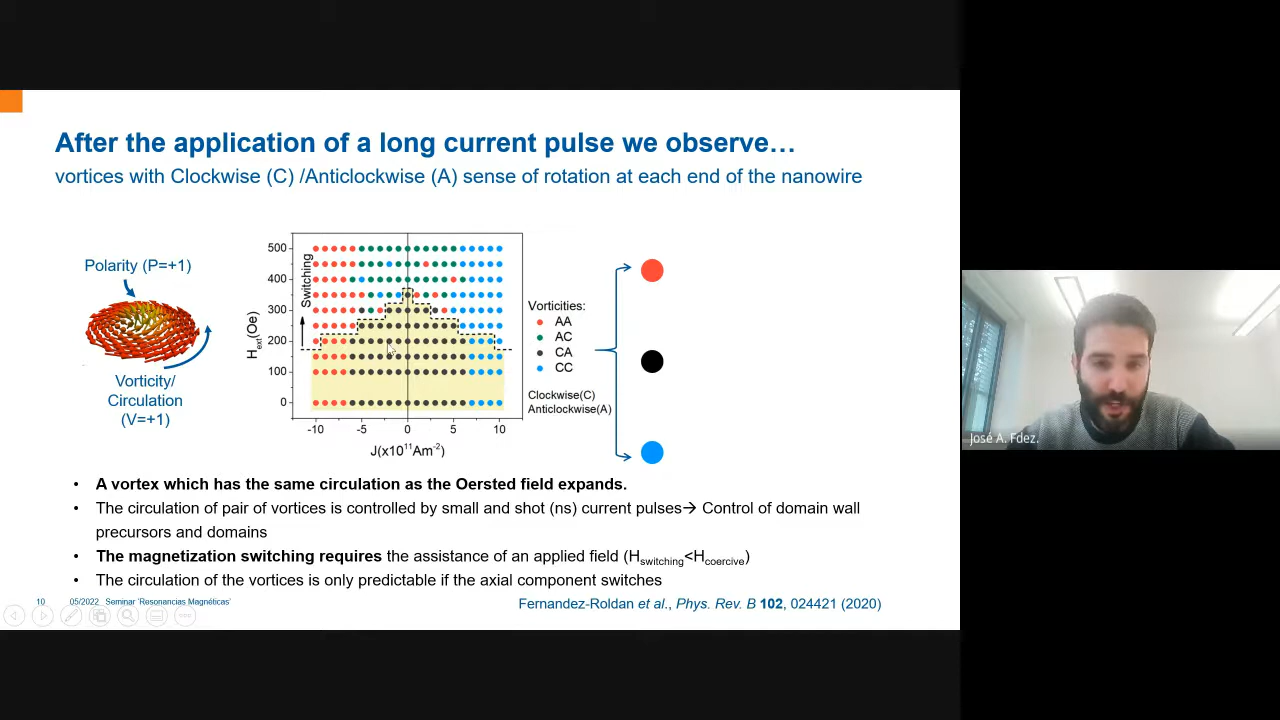 After the application of a long current pulse we observe…
vortices with Clockwise (C) /Anticlockwise (A) sense of rotation at each end of the nanowire
Polarity (P=+1)
Vorticity/
Circulation
(V=+1)
500
400
300
200
100
0
H_ext(Oe)
Switching
-10 -5 0 5 10
J(x10^11Am^-2)
Vorticities:
AA
AC
CA
CC
Clockwise(C)
Anticlockwise(A)
• A vortex which has the same circulation as the Oersted field expands.
• The circulation of pair of vortices is controlled by small and shot (ns) current pulses→ Control of domain wall
precursors and domains
• The magnetization switching requires the assistance of an applied field (H_switching<H_coercive)
• The circulation of the vortices is only predictable if the axial component switches
10 05/2022 Seminar 'Resonancias Magnéticas'
Fernandez-Roldan et al., Phys. Rev. B 102, 024421 (2020)
José A. Fdez.